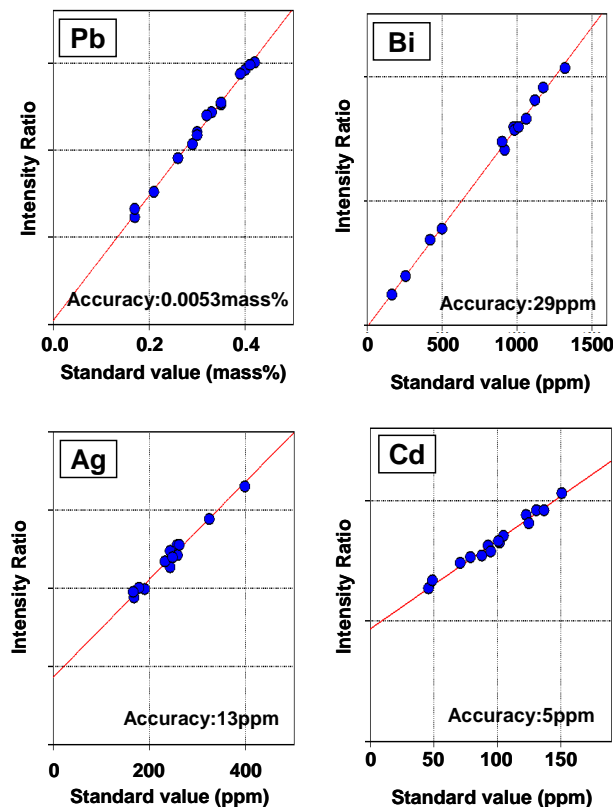 Pb
Intensity Ratio
Accuracy:0.0053mass%
0.0 0.2 0.4
Standard value (mass%)
Bi
Intensity Ratio
Accuracy:29ppm
0 500 1000 1500
Standard value (ppm)
Ag
Intensity Ratio
Accuracy:13ppm
0 200 400
Standard value (ppm)
Cd
Intensity Ratio
Accuracy:5ppm
0 50 100 150
Standard value (ppm)